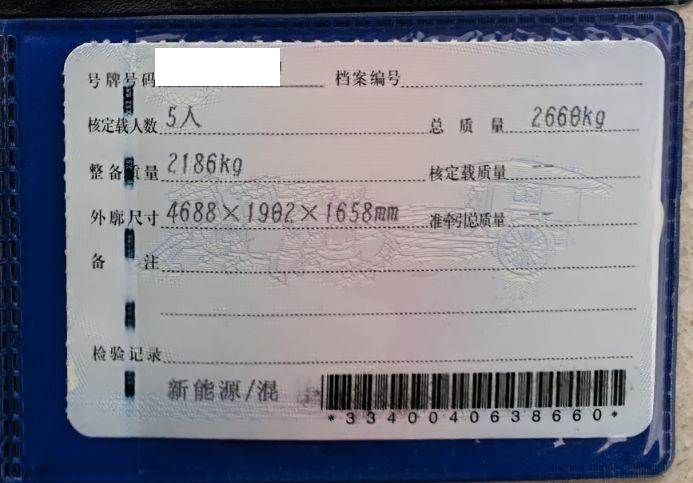 号牌号码 档案编号
核定载人数 5人 总质量 2660kg
整备质量 2186kg 核定载质量 --
外廓尺寸 4688×1902×1658mm 准牵引总质量 --
备注
检验记录
新能源/混
*3340040638660*